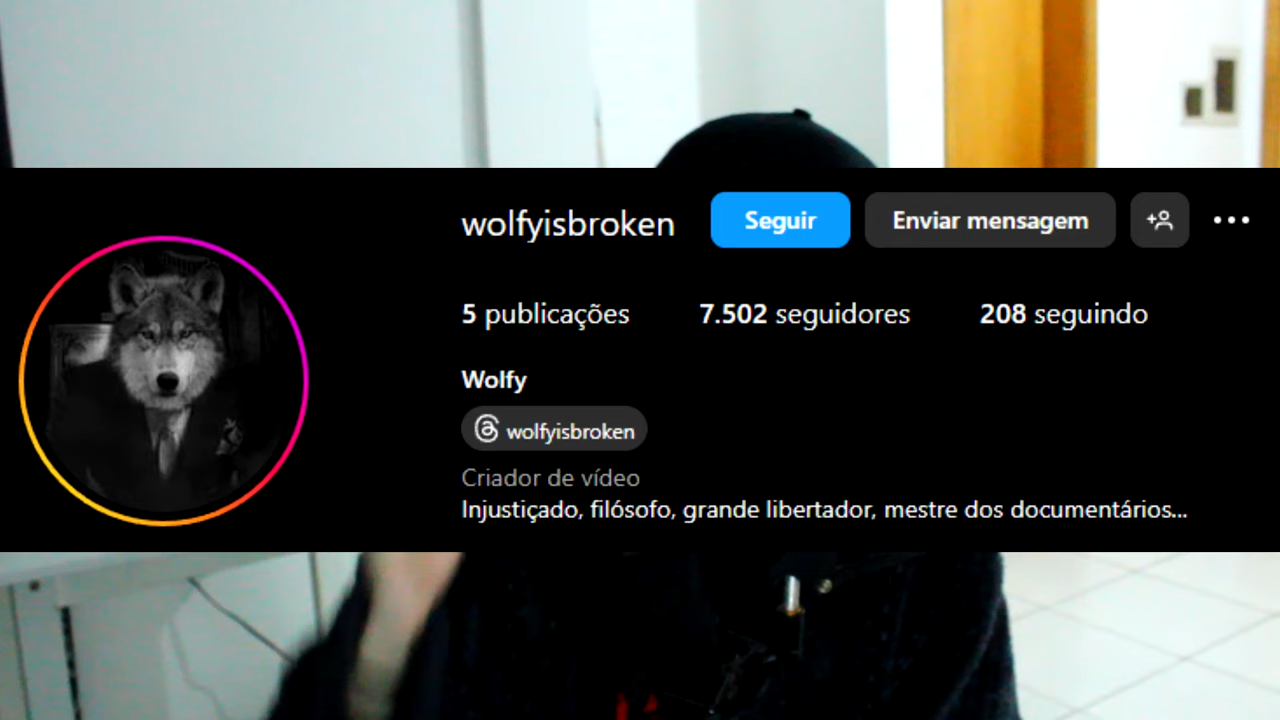 wolfyisbroken Seguir Enviar mensagem
5 publicações 7.502 seguidores 208 seguindo
Wolfy
wolfyisbroken
Criador de vídeo
Injustiçado, filósofo, grande libertador, mestre dos documentários...